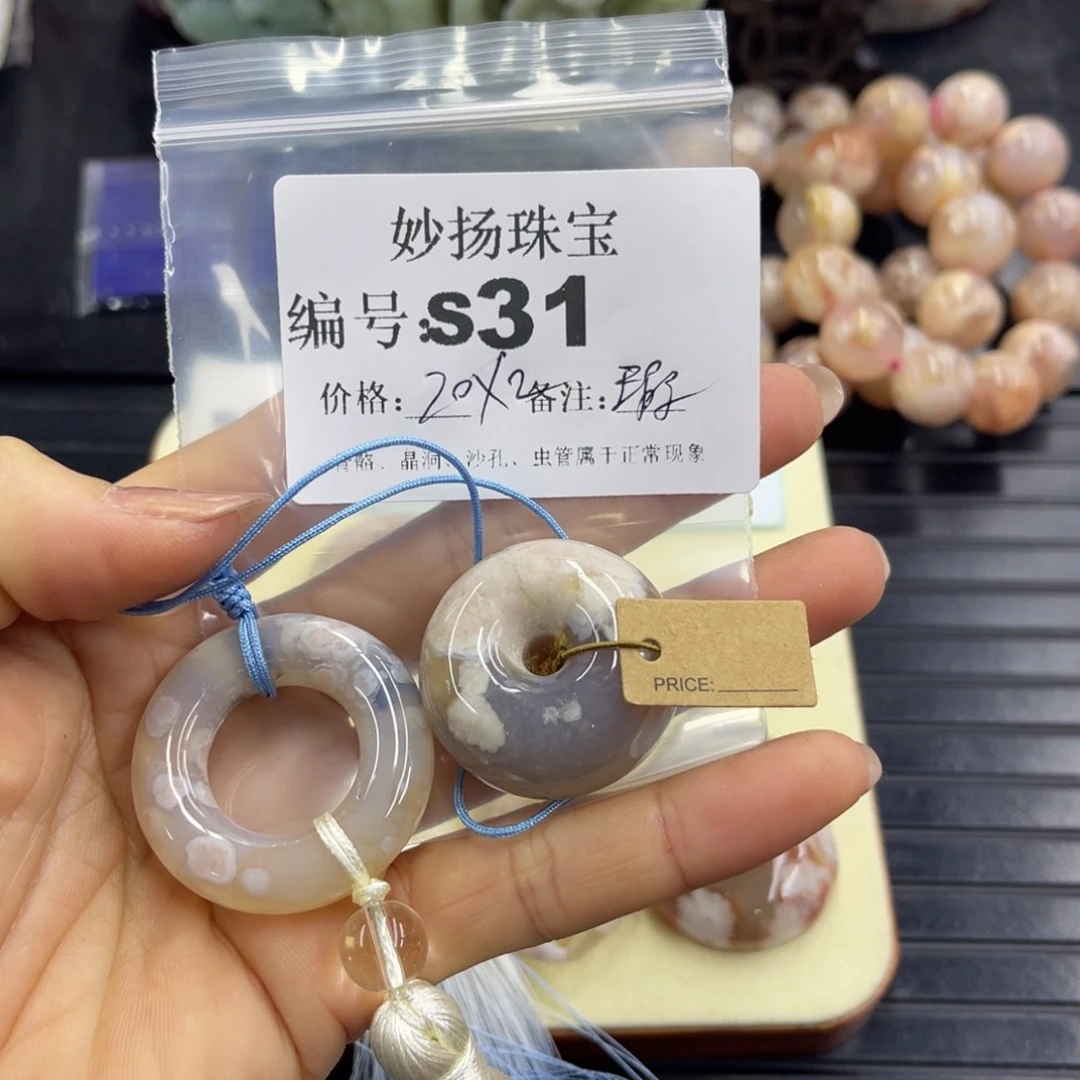 妙扬珠宝
编号:s31
价格: 20X2 备注:
晶洞、沙孔、虫管属于正常现象
PRICE: